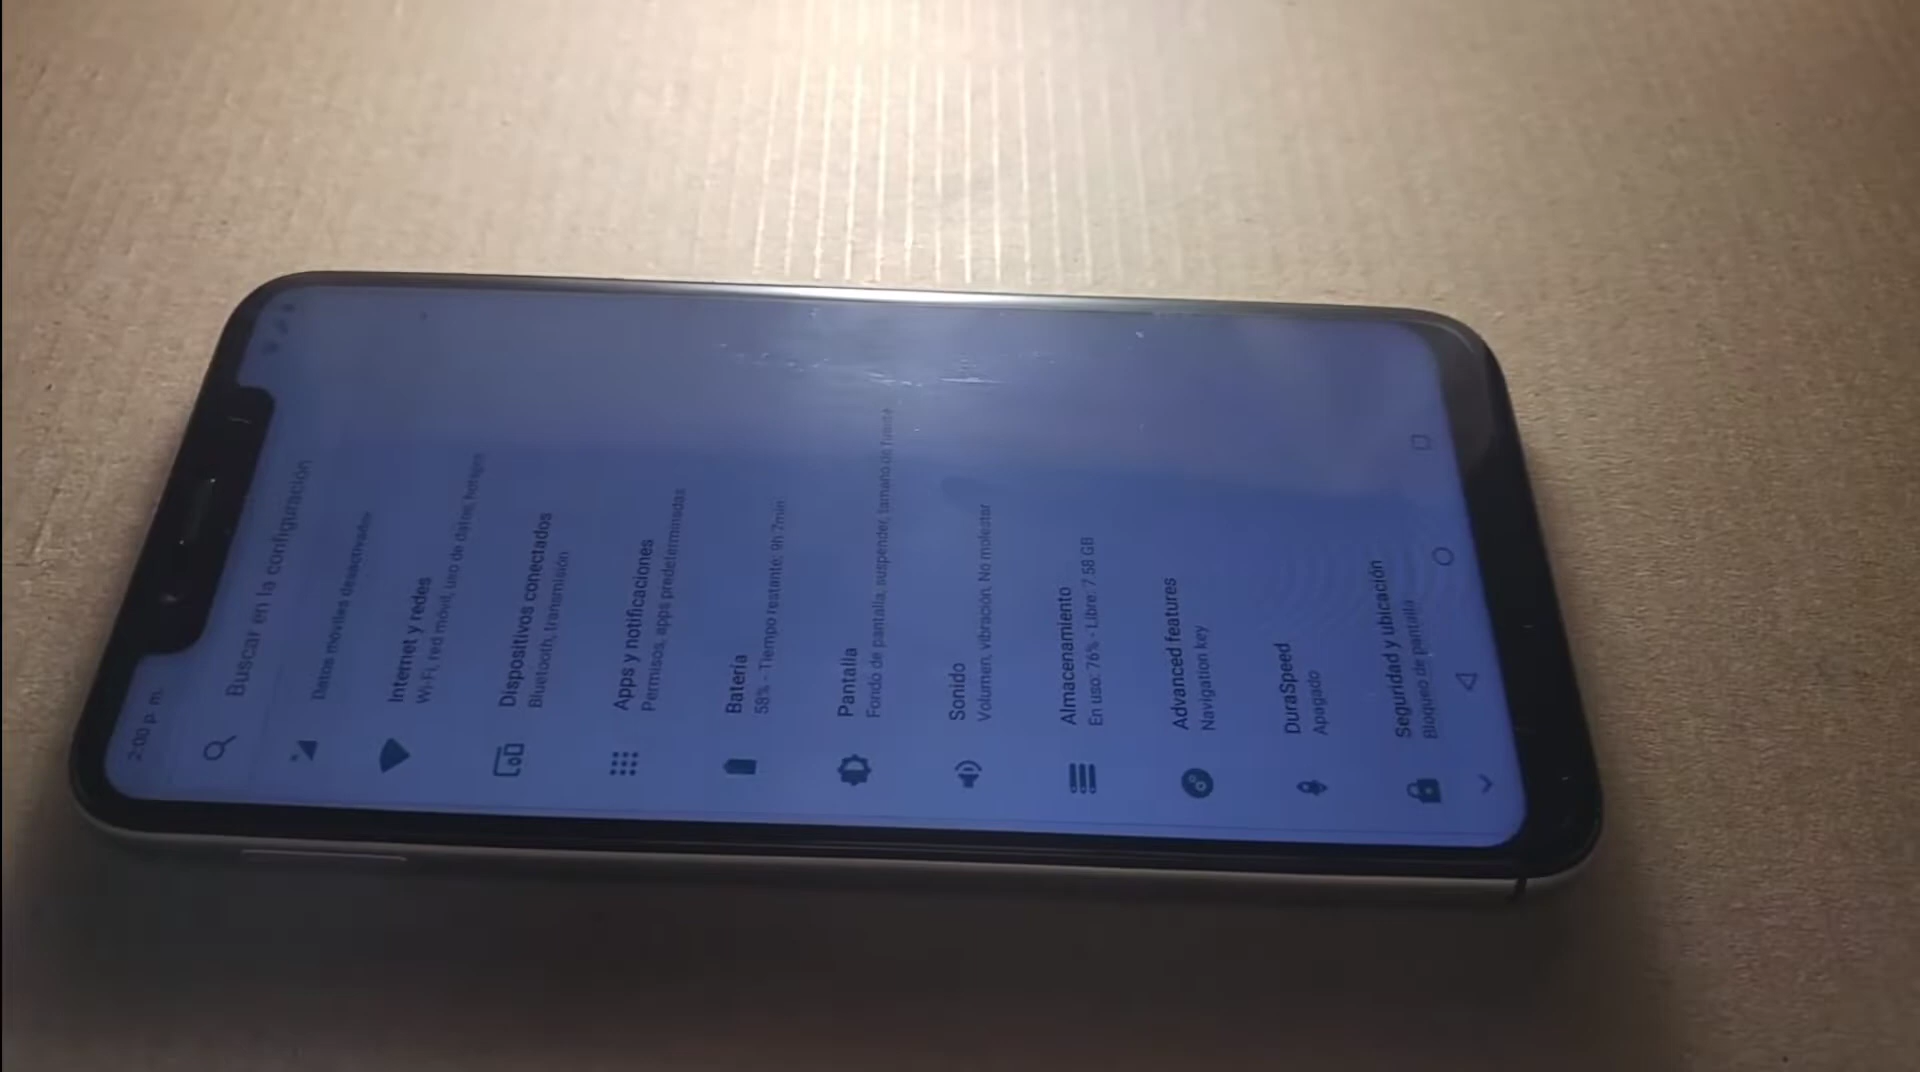 2:00 p. m.
Buscar en la configuración
Datos móviles desactivados
Internet y redes
Wi-Fi, red móvil, uso de datos, hotspot
Dispositivos conectados
Bluetooth, transmisión
Apps y notificaciones
Permisos, apps predeterminadas
Batería
58% - Tiempo restante: 9h 7min
Pantalla
Fondo de pantalla, suspender, tamaño de fuente
Sonido
Volumen, vibración, No molestar
Almacenamiento
En uso: 76% - Libre: 7.58 GB
Advanced features
Navigation key
DuraSpeed
Apagado
Seguridad y ubicación
Bloqueo de pantalla